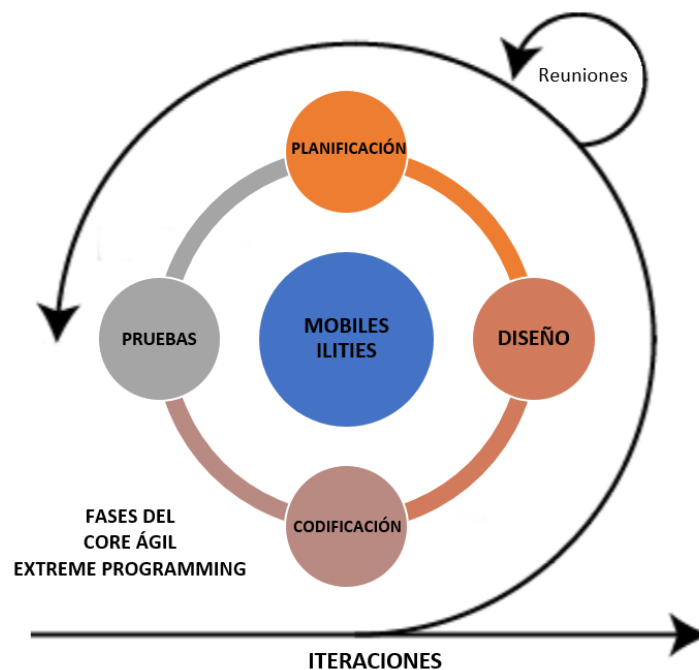 Reuniones
PLANIFICACIÓN
PRUEBAS
MOBILES
ILITIES
DISEÑO
CODIFICACIÓN
FASES DEL
CORE ÁGIL
EXTREME PROGRAMMING
ITERACIONES